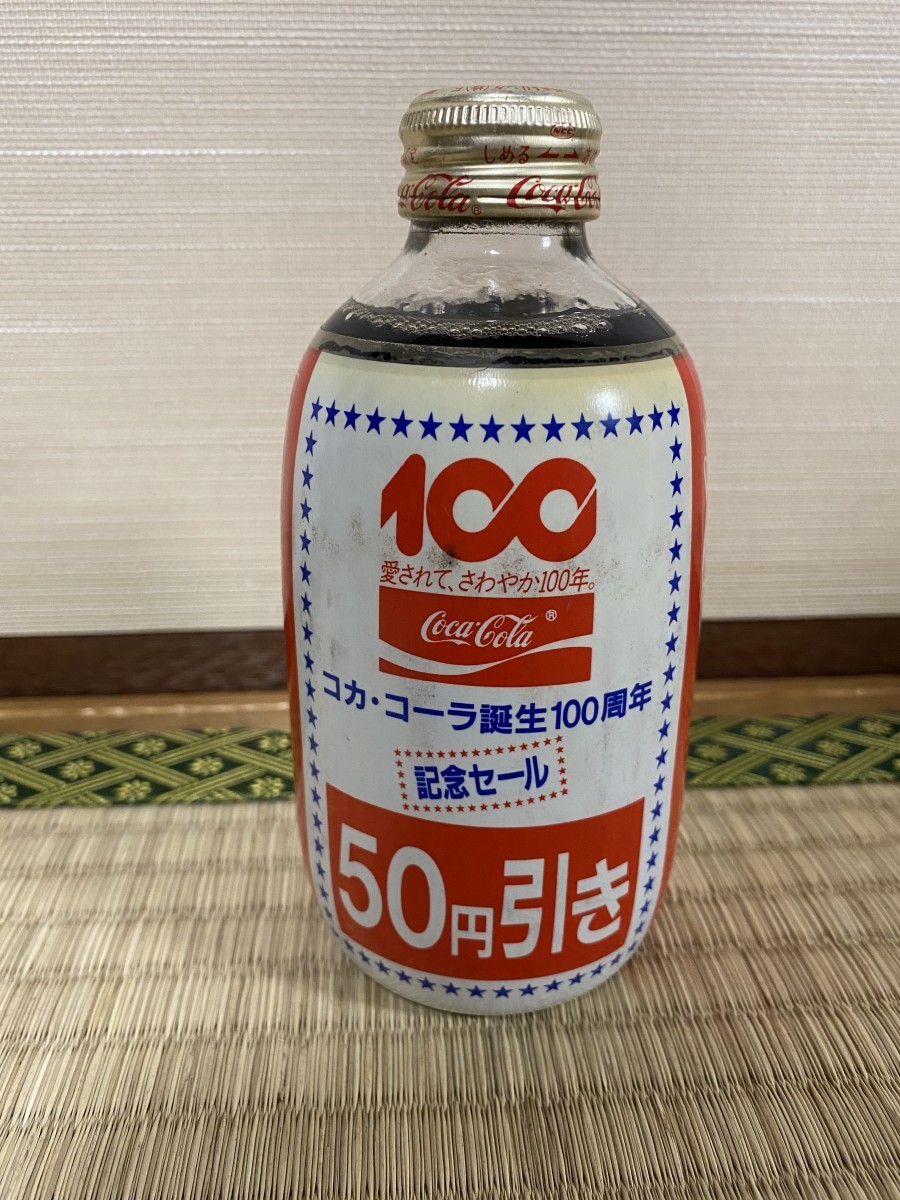 しめる
Coca-Cola®
Coca-Co
100
愛されて、さわやか100年。
Coca-Cola®
コカ・コーラ誕生100周年
記念セール
50円引き